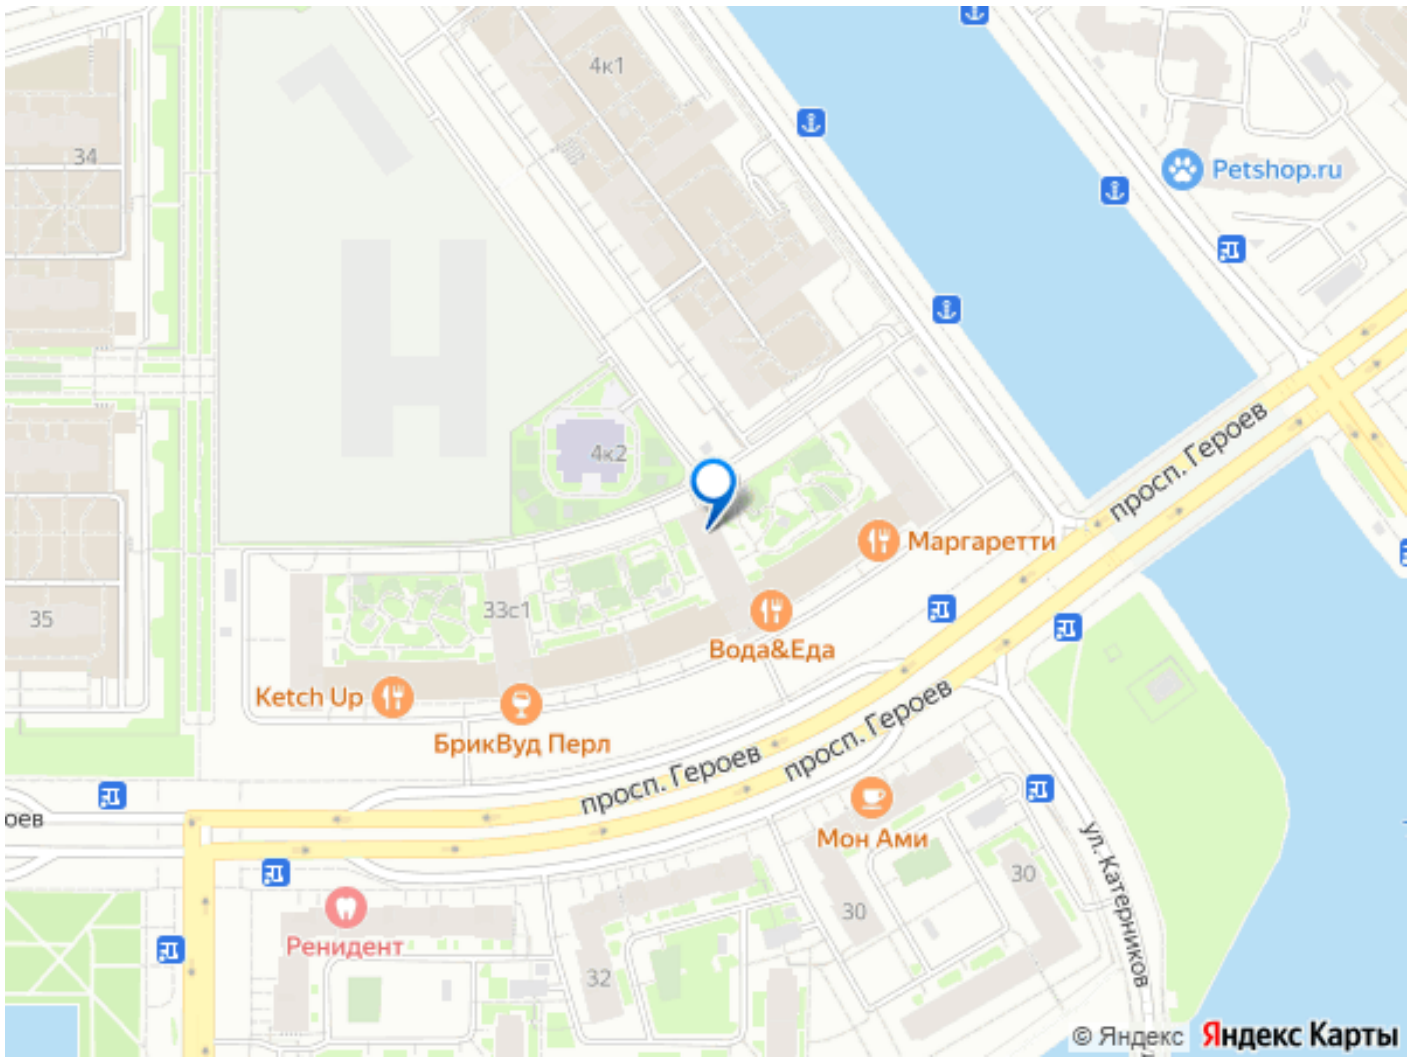 4к1
34
Petshop.ru
просп. Героев
4к2
Маргаретти
33с1
35
Вода&Еда
Ketch Up
БрикВуд Перл
просп. Героев
просп. Героев
оев
Мон Ами
ул. Катерников
30
30
Ренидент
32
© Яндекс Яндекс Карты